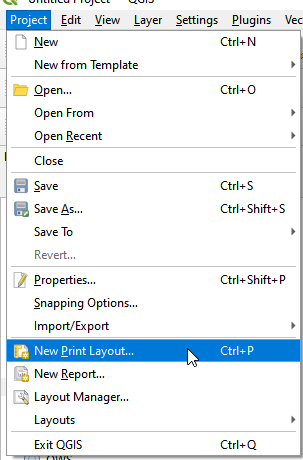 Untitled Project — QGIS
Project Edit View Layer Settings Plugins Vec
New Ctrl+N
New from Template
Open... Ctrl+O
Open From
Open Recent
Close
Save Ctrl+S
Save As... Ctrl+Shift+S
Save To
Revert...
Properties... Ctrl+Shift+P
Snapping Options...
Import/Export
New Print Layout... Ctrl+P
New Report...
Layout Manager...
Layouts
Exit QGIS Ctrl+Q
OWS